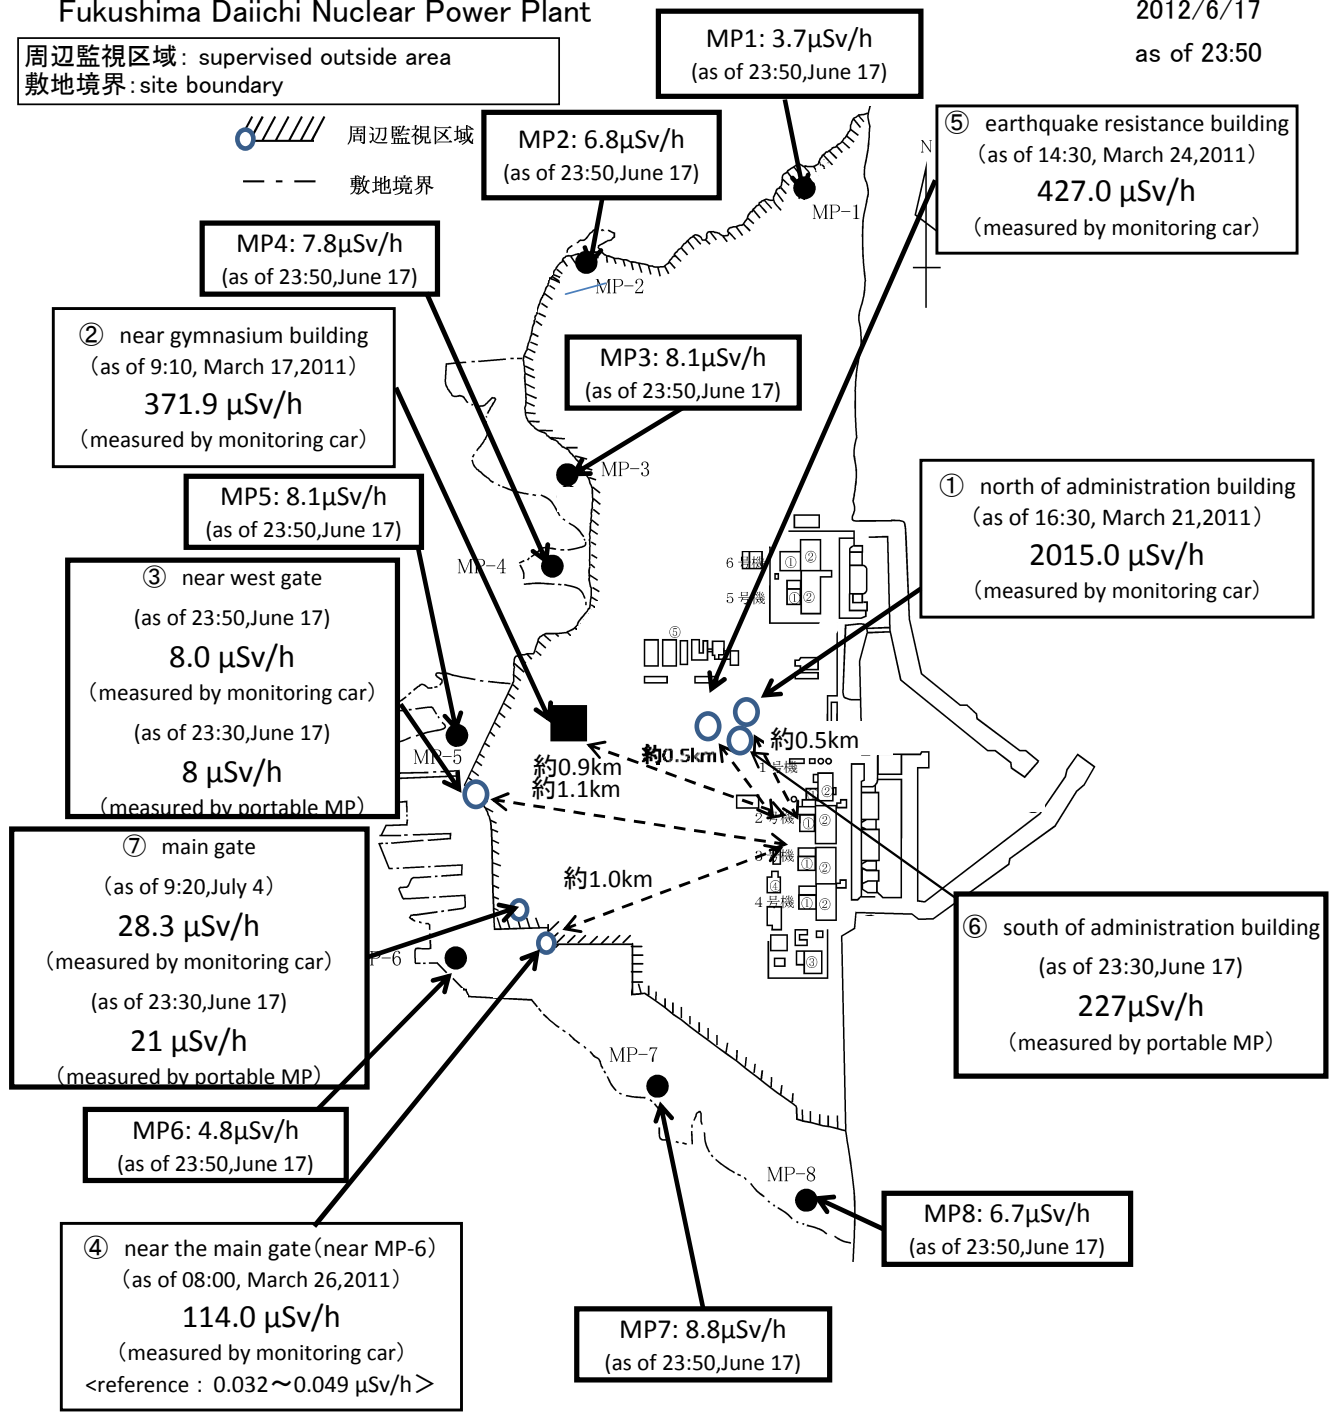 Fukushima Daiichi Nuclear Power Plant
2012/6/17
as of 23:50
周辺監視区域: supervised outside area
敷地境界:site boundary
周辺監視区域
敷地境界
MP1: 3.7μSv/h
(as of 23:50,June 17)
MP2: 6.8μSv/h
(as of 23:50,June 17)
⑤ earthquake resistance building
(as of 14:30, March 24,2011)
427.0 μSv/h
(measured by monitoring car)
N
MP-1
MP4: 7.8μSv/h
(as of 23:50,June 17)
MP-2
② near gymnasium building
(as of 9:10, March 17,2011)
371.9 μSv/h
(measured by monitoring car)
MP3: 8.1μSv/h
(as of 23:50,June 17)
MP-3
MP5: 8.1μSv/h
(as of 23:50,June 17)
① north of administration building
(as of 16:30, March 21,2011)
2015.0 μSv/h
(measured by monitoring car)
MP-4
③ near west gate
(as of 23:50,June 17)
8.0 μSv/h
(measured by monitoring car)
(as of 23:30,June 17)
8 μSv/h
(measured by portable MP)
6号機
① ②
5号機
① ②
⑤
MP-5
約0.9km
約1.1km
約0.5km
約0.5km
1号機
②
2号機
① ②
3号機
① ②
④
4号機
① ②
③
約1.0km
⑦ main gate
(as of 9:20,July 4)
28.3 μSv/h
(measured by monitoring car)
(as of 23:30,June 17)
21 μSv/h
(measured by portable MP)
P-6
⑥ south of administration building
(as of 23:30,June 17)
227μSv/h
(measured by portable MP)
MP-7
MP6: 4.8μSv/h
(as of 23:50,June 17)
MP-8
MP8: 6.7μSv/h
(as of 23:50,June 17)
④ near the main gate(near MP-6)
(as of 08:00, March 26,2011)
114.0 μSv/h
(measured by monitoring car)
<reference : 0.032～0.049 μSv/h>
MP7: 8.8μSv/h
(as of 23:50,June 17)